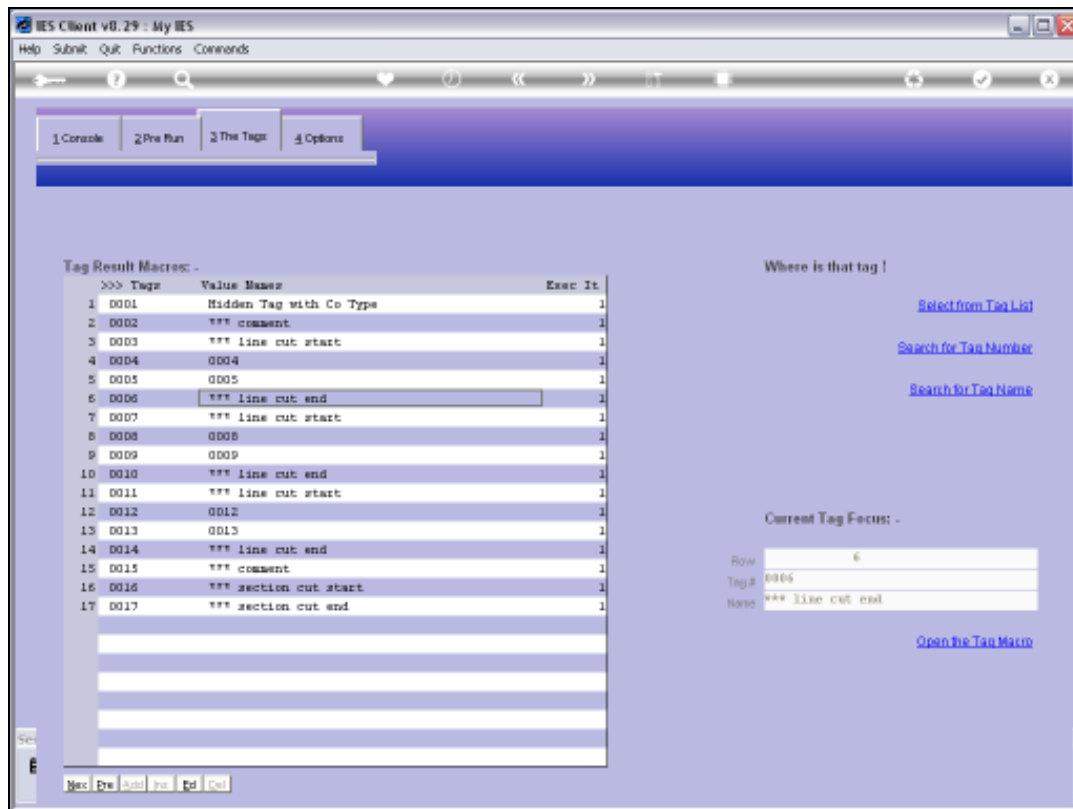 IES Client v8.29 : My IES
Help Submit Quit Functions Commands
1 Console 2 Pre Run 3 The Tags 4 Options
Tag Result Macros: -
>>> Tags Value Names Exec It
1 0001 Hidden Tag with Co Type 1
2 0002 *** comment 1
3 0003 *** line cut start 1
4 0004 0004 1
5 0005 0005 1
6 0006 *** line cut end 1
7 0007 *** line cut start 1
8 0008 0008 1
9 0009 0009 1
10 0010 *** line cut end 1
11 0011 *** line cut start 1
12 0012 0012 1
13 0013 0013 1
14 0014 *** line cut end 1
15 0015 *** comment 1
16 0016 *** section cut start 1
17 0017 *** section cut end 1
Nex Pre Add Ins Ed Del
Where is that tag !
Select from Tag List
Search for Tag Number
Search for Tag Name
Current Tag Focus: -
Row 6
Tag # 0006
Name *** line cut end
Open the Tag Macro